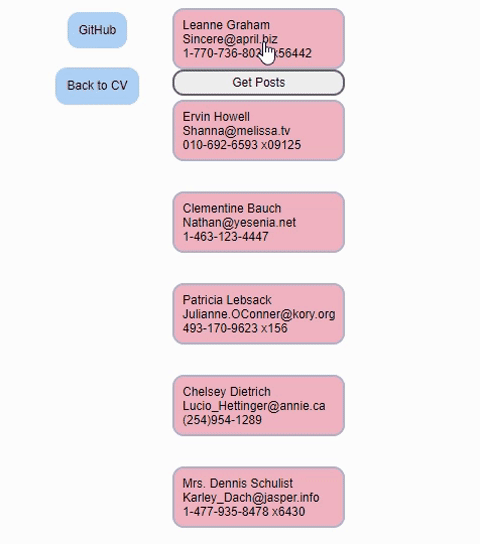 GitHub
Back to CV
Leanne Graham
Sincere@april.biz
1-770-736-803 x56442
Get Posts
Ervin Howell
Shanna@melissa.tv
010-692-6593 x09125
Clementine Bauch
Nathan@yesenia.net
1-463-123-4447
Patricia Lebsack
Julianne.OConner@kory.org
493-170-9623 x156
Chelsey Dietrich
Lucio_Hettinger@annie.ca
(254)954-1289
Mrs. Dennis Schulist
Karley_Dach@jasper.info
1-477-935-8478 x6430